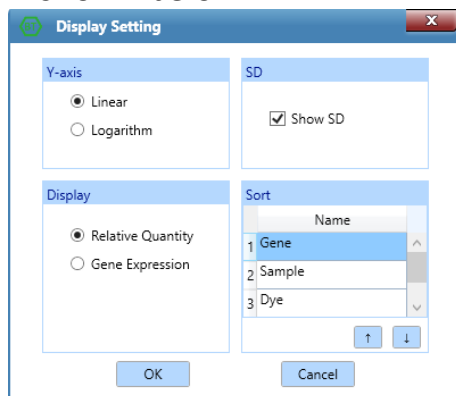 Display Setting
x
Y-axis
Linear
Logarithm
SD
Show SD
Display
Relative Quantity
Gene Expression
Sort
Name
1 Gene
2 Sample
3 Dye
↑ ↓
OK
Cancel